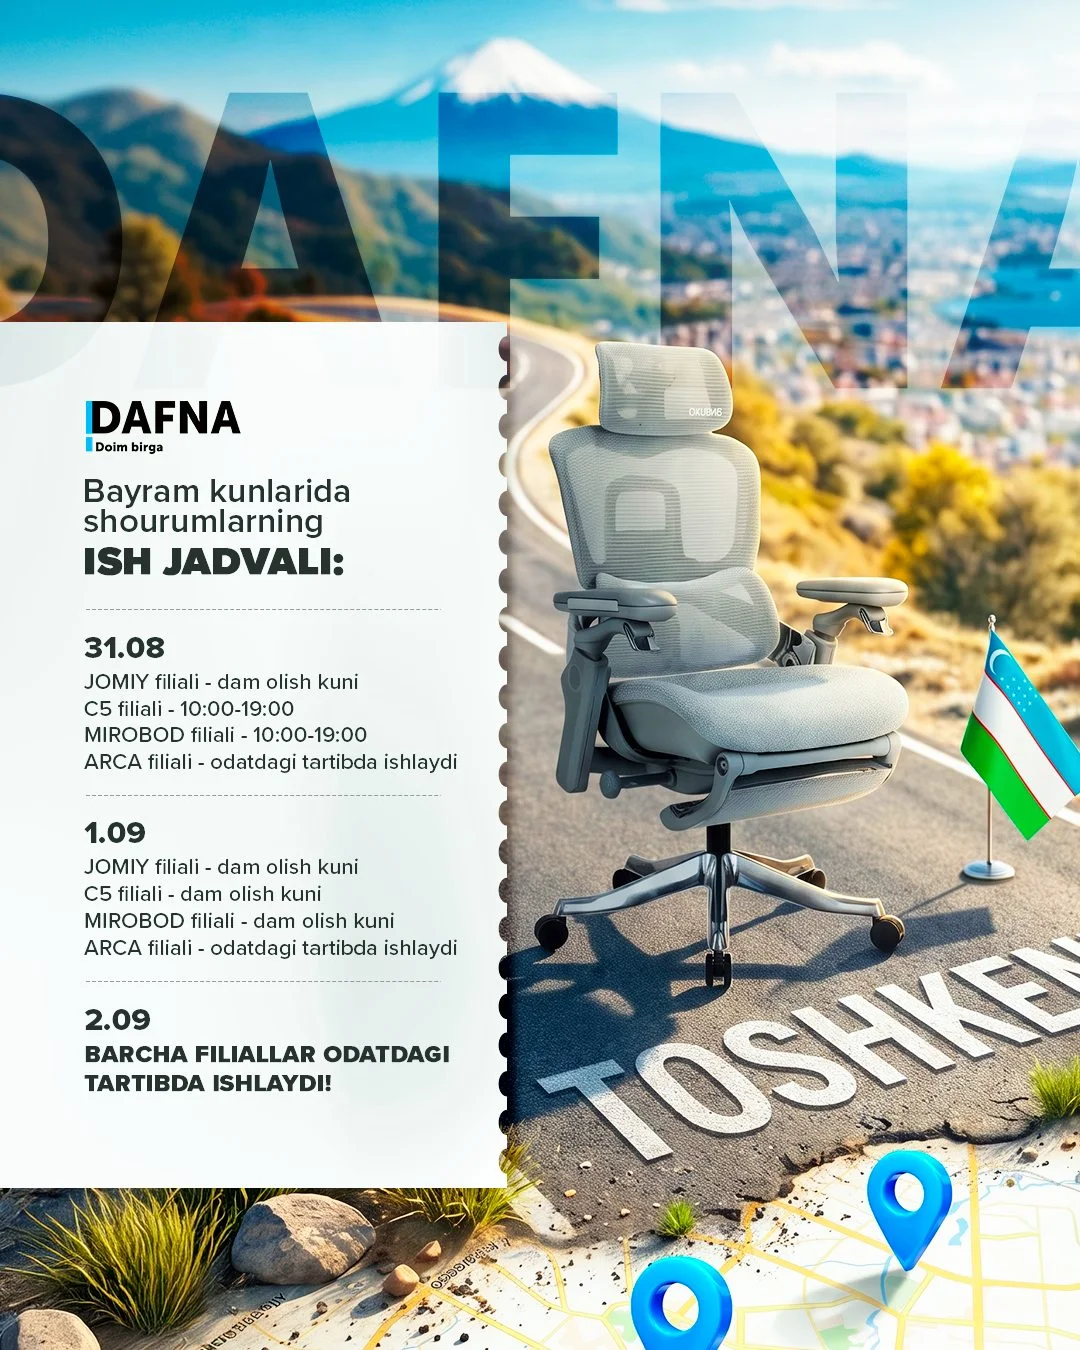 DAFNA
DAFNA
Doim birga
Bayram kunlarida
shourumlarning
ISH JADVALI:
31.08
JOMIY filiali - dam olish kuni
C5 filiali - 10:00-19:00
MIROBOD filiali - 10:00-19:00
ARCA filiali - odatdagi tartibda ishlaydi
1.09
JOMIY filiali - dam olish kuni
C5 filiali - dam olish kuni
MIROBOD filiali - dam olish kuni
ARCA filiali - odatdagi tartibda ishlaydi
2.09
BARCHA FILIALLAR ODATDAGI
TARTIBDA ISHLAYDI!
TOSHKEN